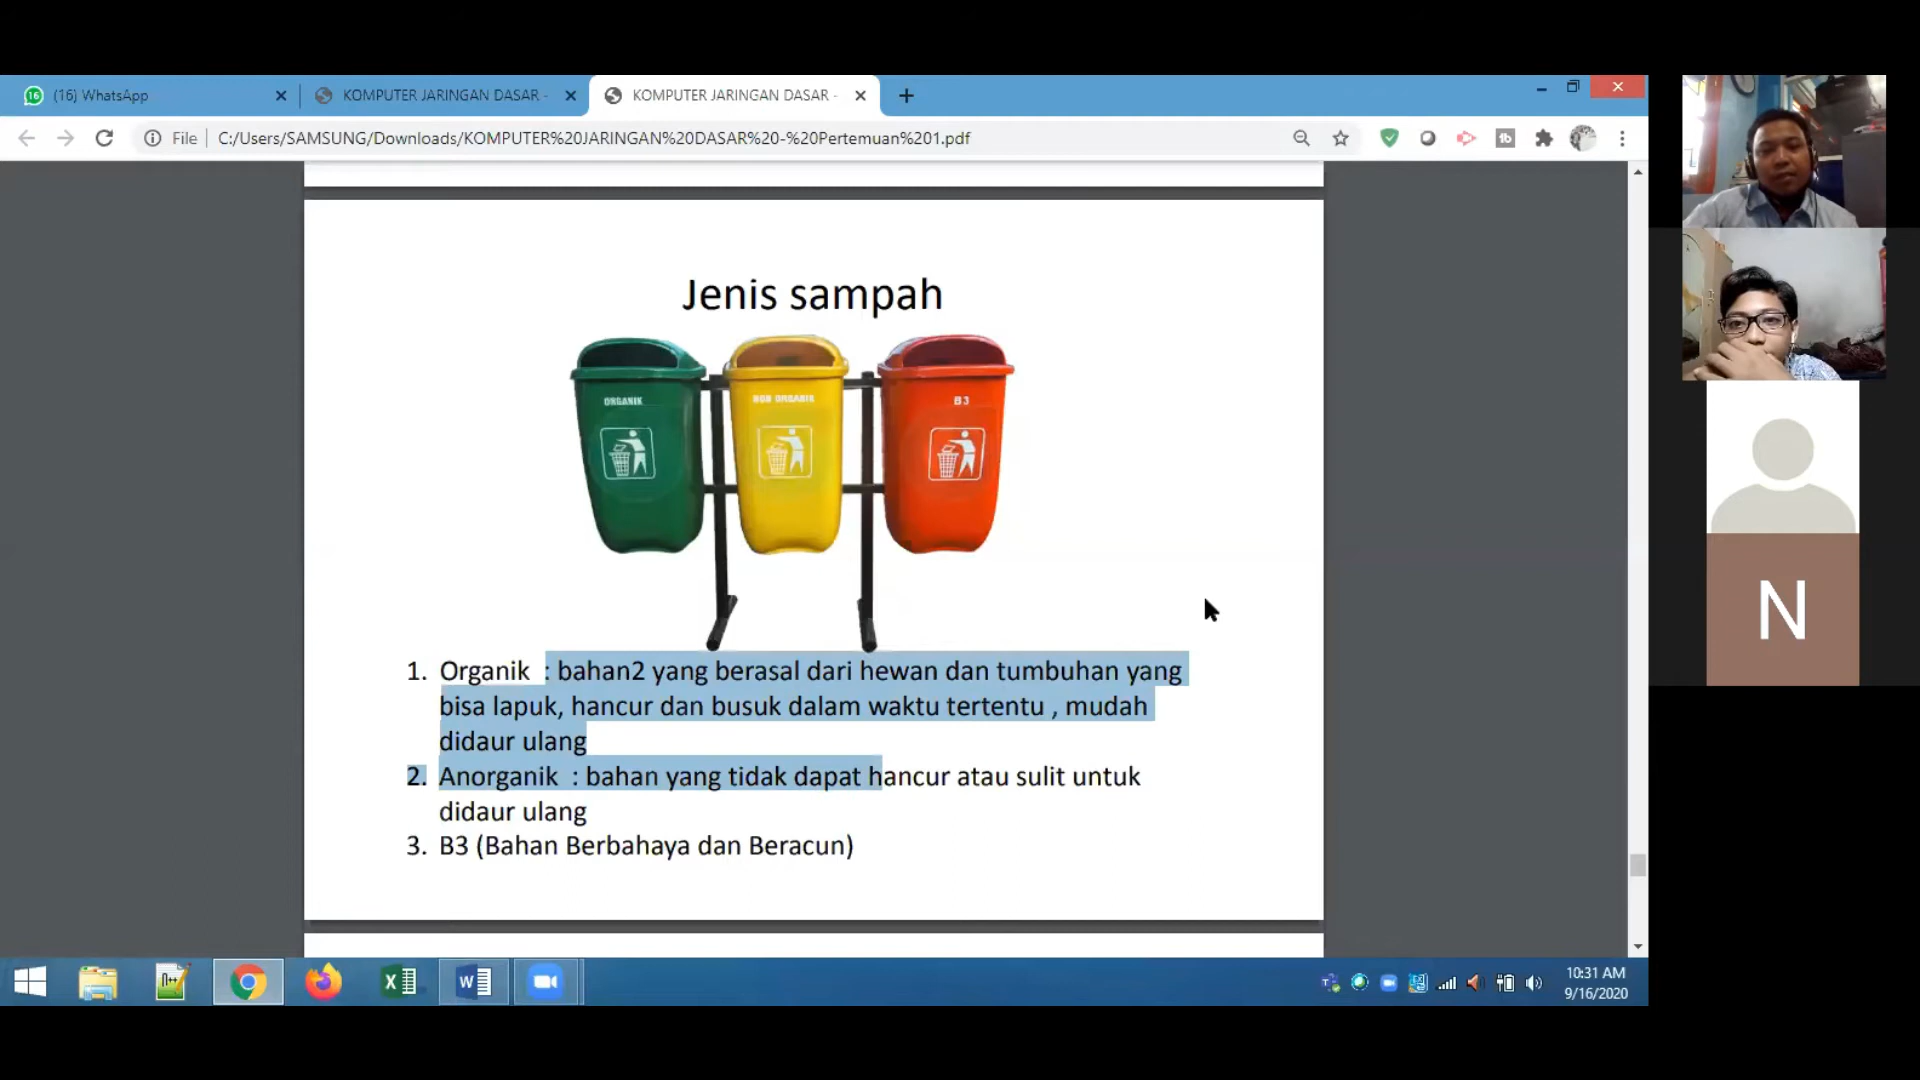 (16) WhatsApp
KOMPUTER JARINGAN DASAR -
KOMPUTER JARINGAN DASAR -
File
C:/Users/SAMSUNG/Downloads/KOMPUTER%20JARINGAN%20DASAR%20-%20Pertemuan%201.pdf
Jenis sampah
ORGANIK
NON ORGANIK
B3
1. Organik : bahan2 yang berasal dari hewan dan tumbuhan yang
bisa lapuk, hancur dan busuk dalam waktu tertentu , mudah
didaur ulang
2. Anorganik : bahan yang tidak dapat hancur atau sulit untuk
didaur ulang
3. B3 (Bahan Berbahaya dan Beracun)
N
10:31 AM
9/16/2020